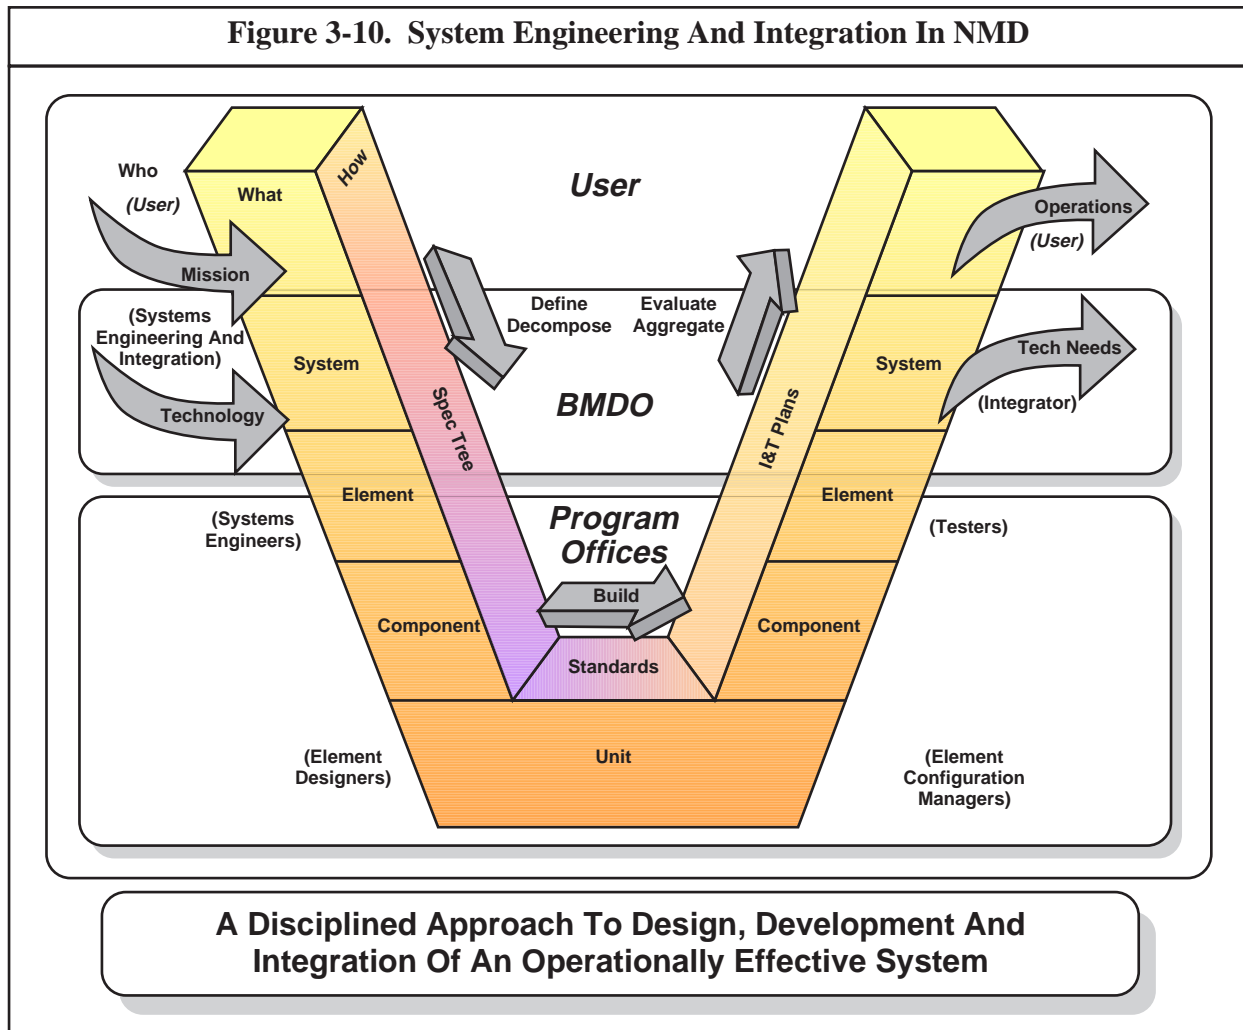 Figure 3-10.  System Engineering And Integration In NMD
Who
(User)
What
How
User
Mission
Operations
(User)
(Systems
Engineering And
Integration)
System
Define
Decompose
Evaluate
Aggregate
System
Tech Needs
(Integrator)
Technology
BMDO
Spec Tree
I&T Plans
Element
Element
(Systems
Engineers)
Program
Offices
(Testers)
Build
Component
Component
Standards
Unit
(Element
Designers)
(Element
Configuration
Managers)
A Disciplined Approach To Design, Development And
Integration Of An Operationally Effective System